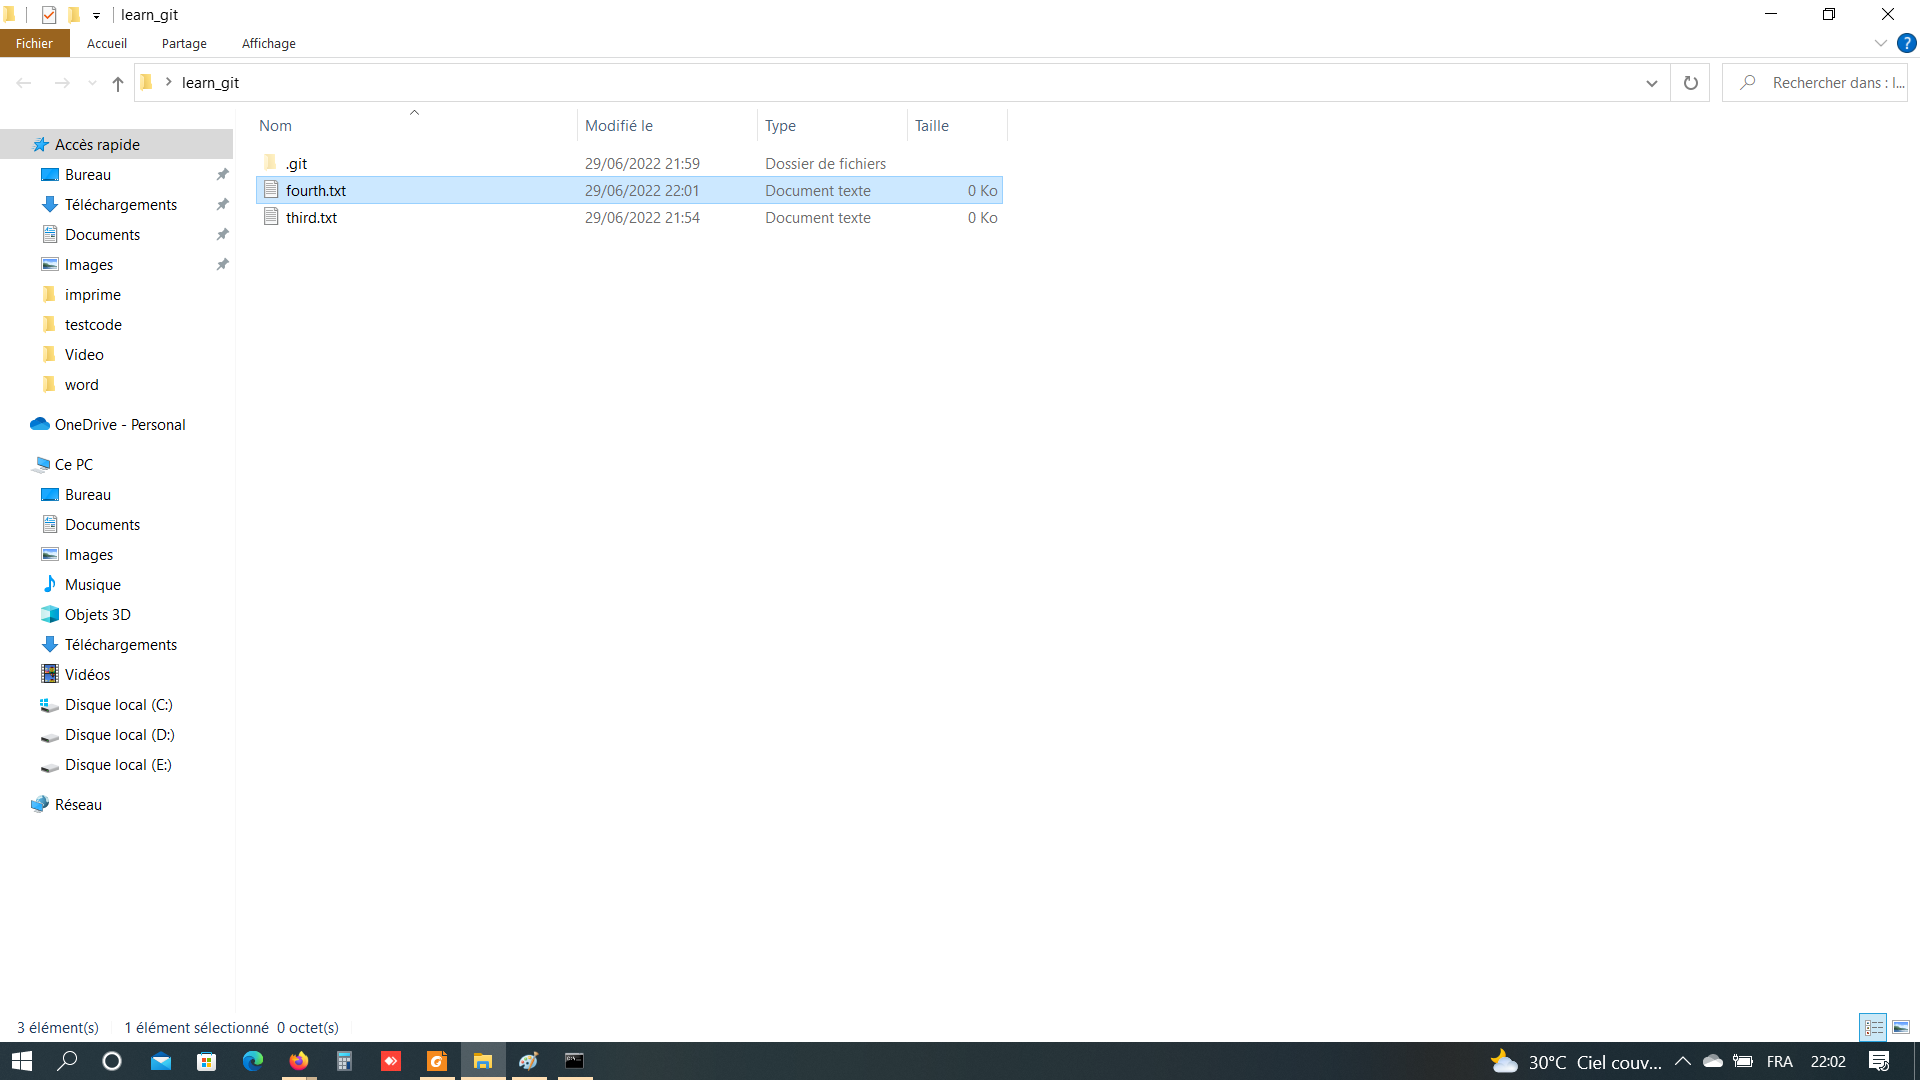 learn_git
Fichier Accueil Partage Affichage
learn_git
Rechercher dans : l...
Nom Modifié le Type Taille
.git 29/06/2022 21:59 Dossier de fichiers
fourth.txt 29/06/2022 22:01 Document texte 0 Ko
third.txt 29/06/2022 21:54 Document texte 0 Ko
Accès rapide
Bureau
Téléchargements
Documents
Images
imprime
testcode
Video
word
OneDrive - Personal
Ce PC
Bureau
Documents
Images
Musique
Objets 3D
Téléchargements
Vidéos
Disque local (C:)
Disque local (D:)
Disque local (E:)
Réseau
3 élément(s) 1 élément sélectionné 0 octet(s)
30°C Ciel couv... FRA 22:02